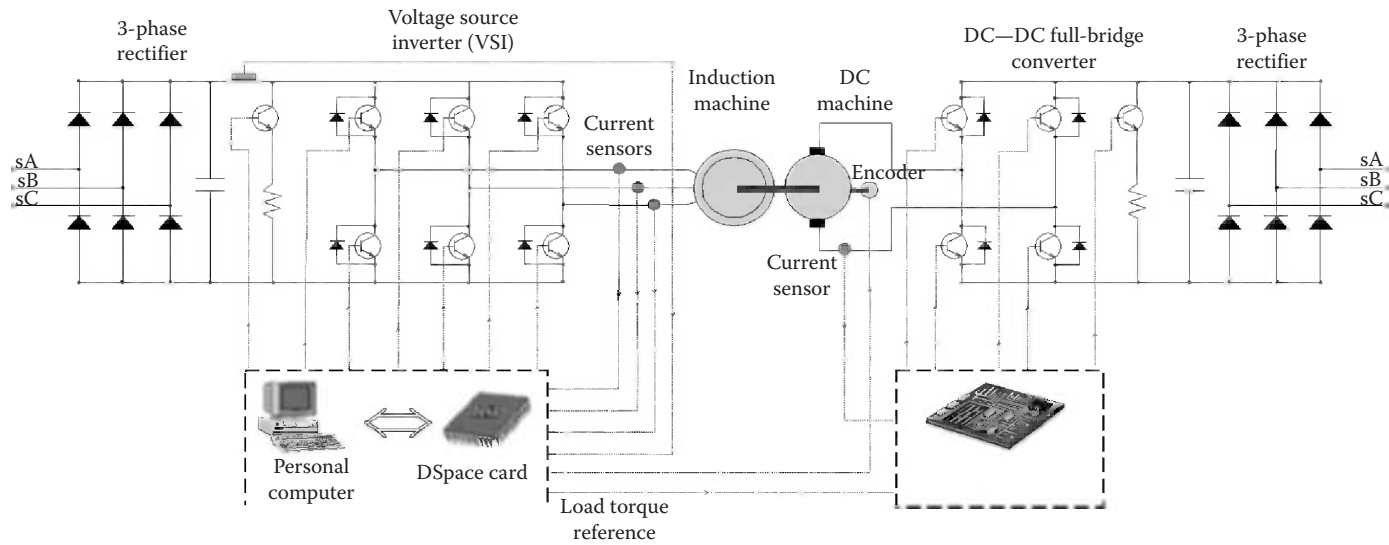 3-phase
rectifier
Voltage source
inverter (VSI)
Induction
machine
DC
machine
DC—DC full-bridge
converter
3-phase
rectifier
Current
sensors
Encoder
sA
sB
sC
sA
sB
sC
Current
sensor
Personal
computer
DSpace card
Load torque
reference